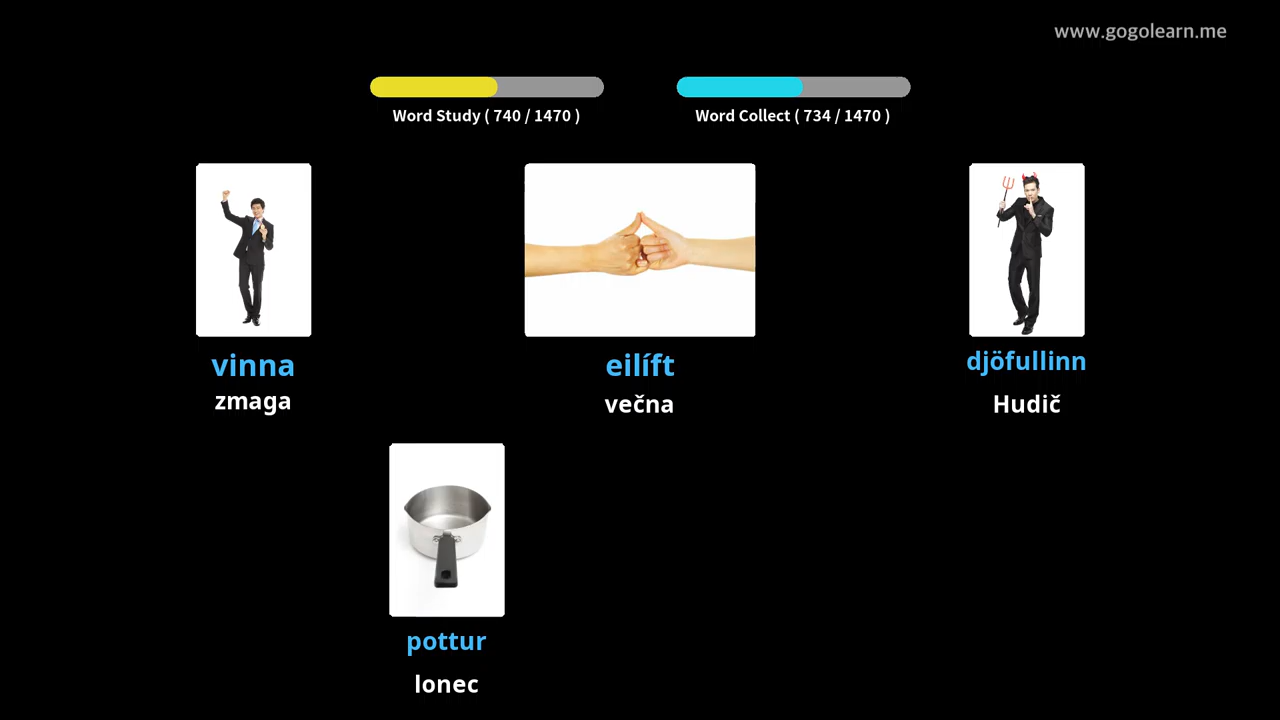 www.gogolearn.me
Word Study ( 740 / 1470 )
Word Collect ( 734 / 1470 )
vinna
zmaga
eilíft
večna
djöfullinn
Hudič
pottur
lonec